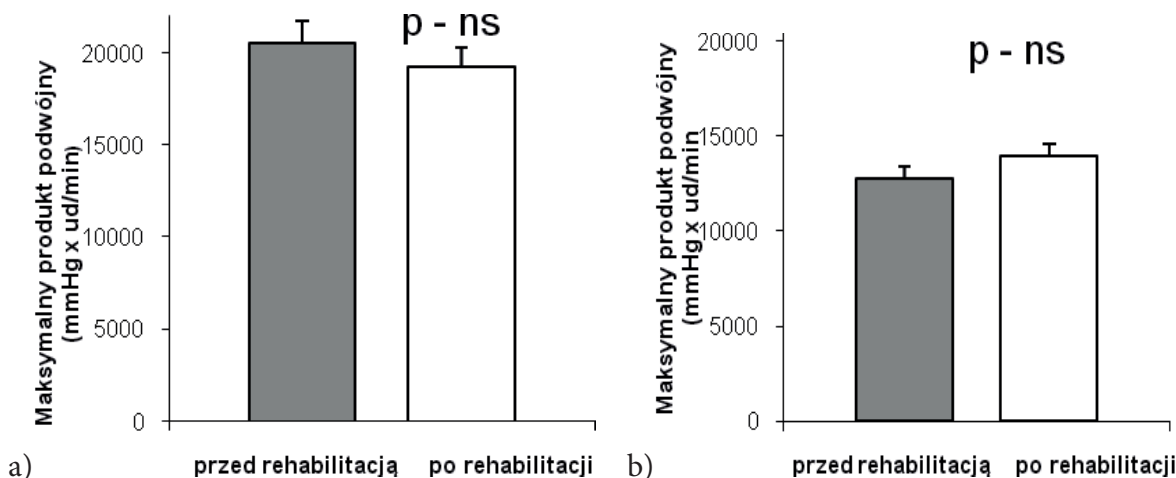 Maksymalny produkt podwójny
(mmHg x ud/min)
p - ns
20000
15000
10000
5000
0
przed rehabilitacją po rehabilitacji
a)
Maksymalny produkt podwójny
(mmHg x ud/min
p - ns
20000
15000
10000
5000
0
przed rehabilitacją po rehabilitacji
b)